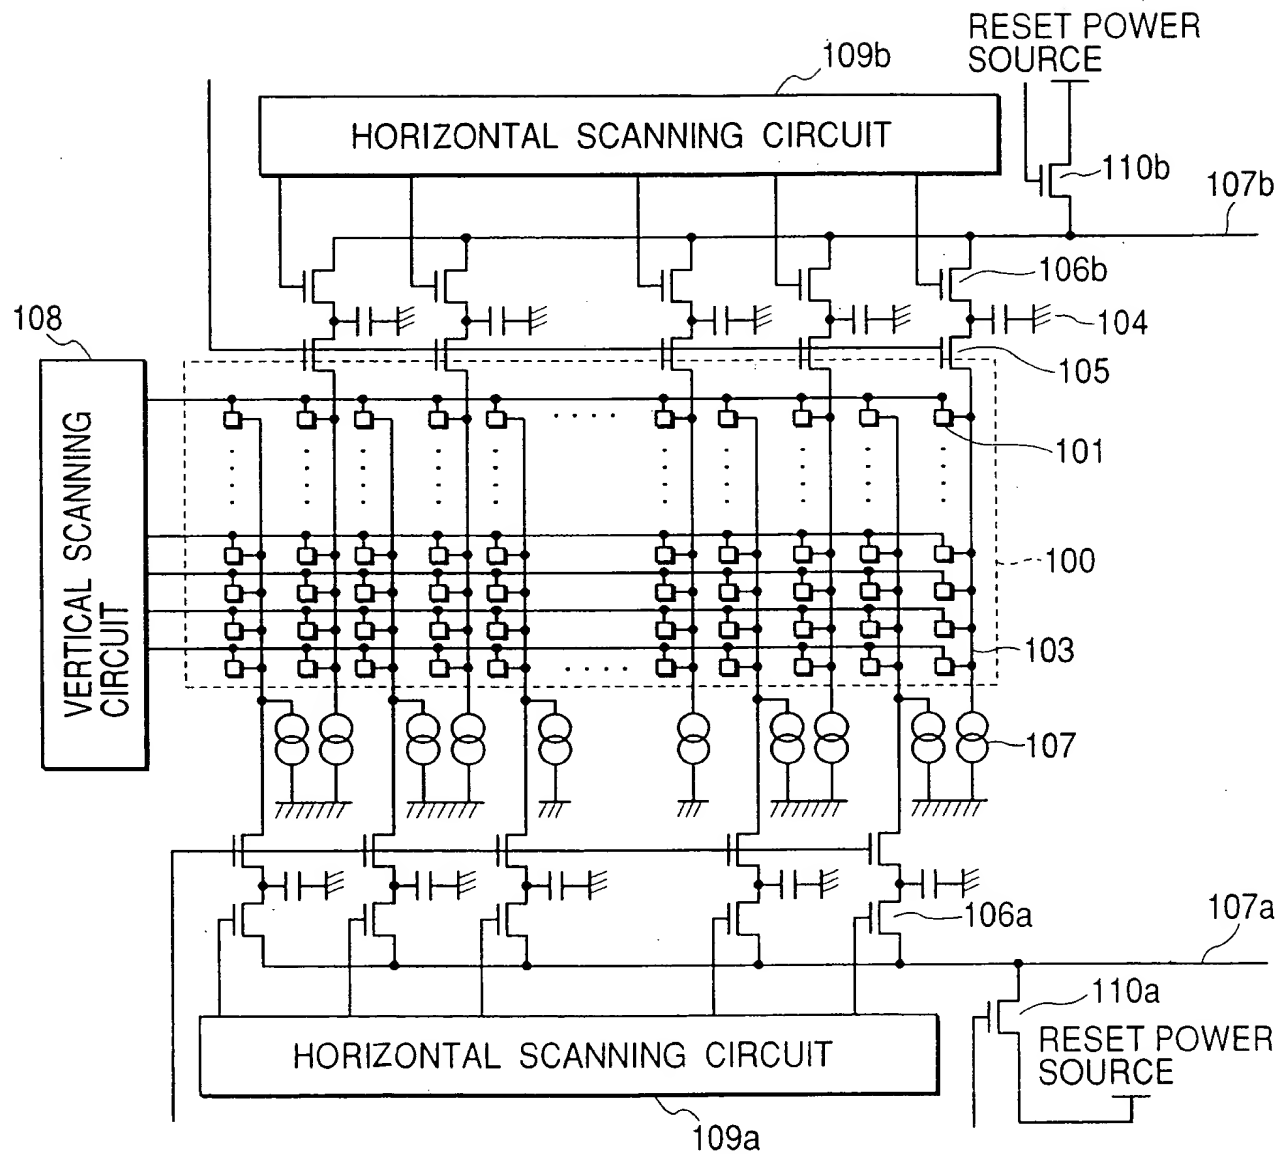 RESET POWER
SOURCE
109b
HORIZONTAL SCANNING CIRCUIT
110b
107b
106b
108
104
105
VERTICAL SCANNING
CIRCUIT
101
100
103
107
106a
107a
110a
HORIZONTAL SCANNING CIRCUIT
RESET POWER
SOURCE
109a